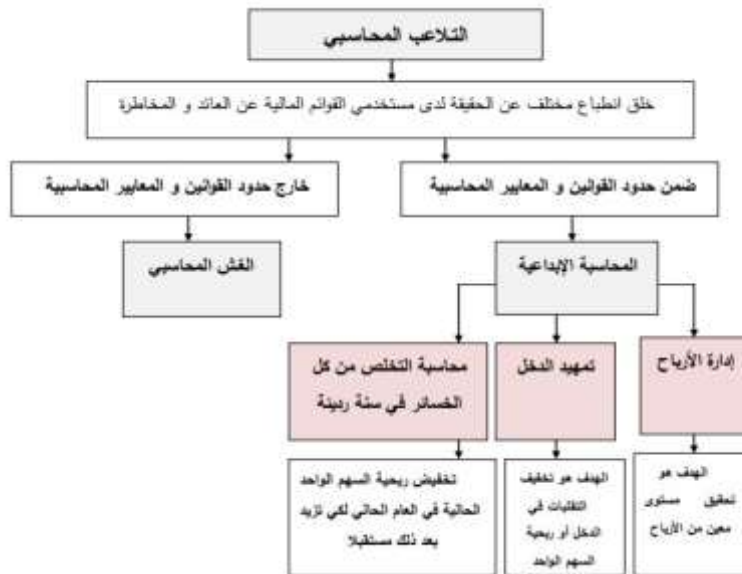 التلاعب المحاسبي
خلق انطباع مختلف عن الحقيقة لدى مستخدمي القوائم المالية عن العائد و المخاطرة
ضمن حدود القوانين و المعايير المحاسبية
خارج حدود القوانين و المعايير المحاسبية
المحاسبة الإبداعية
الغش المحاسبي
إدارة الأرباح
تمهيد الدخل
محاسبة التخلص من كل
الخسائر في سنة رديئة
الهدف هو
تحقيق مستوى
معين من الأرباح
الهدف هو تخفيف
التقلبات في
الدخل أو ربحية
السهم الواحد
تخفيض ربحية السهم الواحد
الحالية في العام الحالي لكي تزيد
بعد ذلك مستقبلا